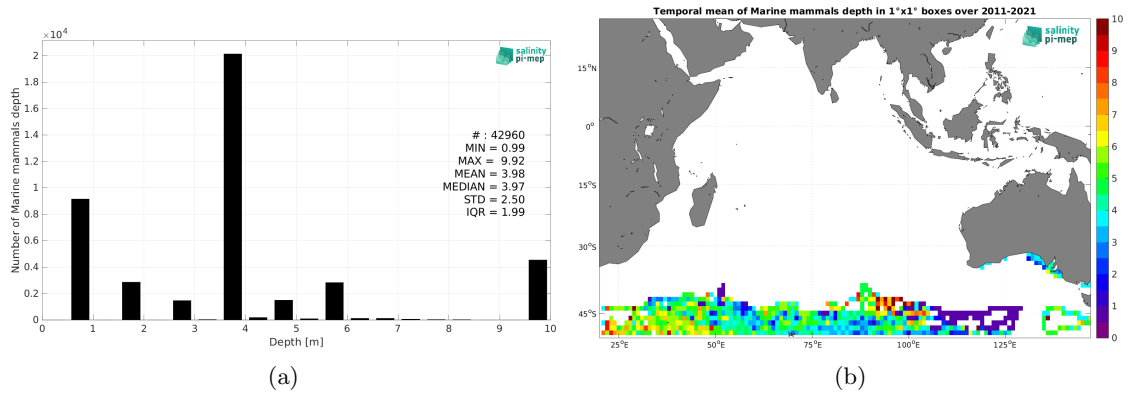 ×10⁴
2
1.8
1.6
1.4
1.2
1
0.8
0.6
0.4
0.2
0
Number of Marine mammals depth
0 1 2 3 4 5 6 7 8 9 10
Depth [m]
salinity
pi-mep
# : 42960
MIN = 0.99
MAX = 9.92
MEAN = 3.98
MEDIAN = 3.97
STD = 2.50
IQR = 1.99
(a)
Temporal mean of Marine mammals depth in 1°x1° boxes over 2011-2021
salinity
pi-mep
15°N
0°
15°S
30°S
45°S
25°E 50°E 75°E 100°E 125°E
10
9
8
7
6
5
4
3
2
1
0
(b)